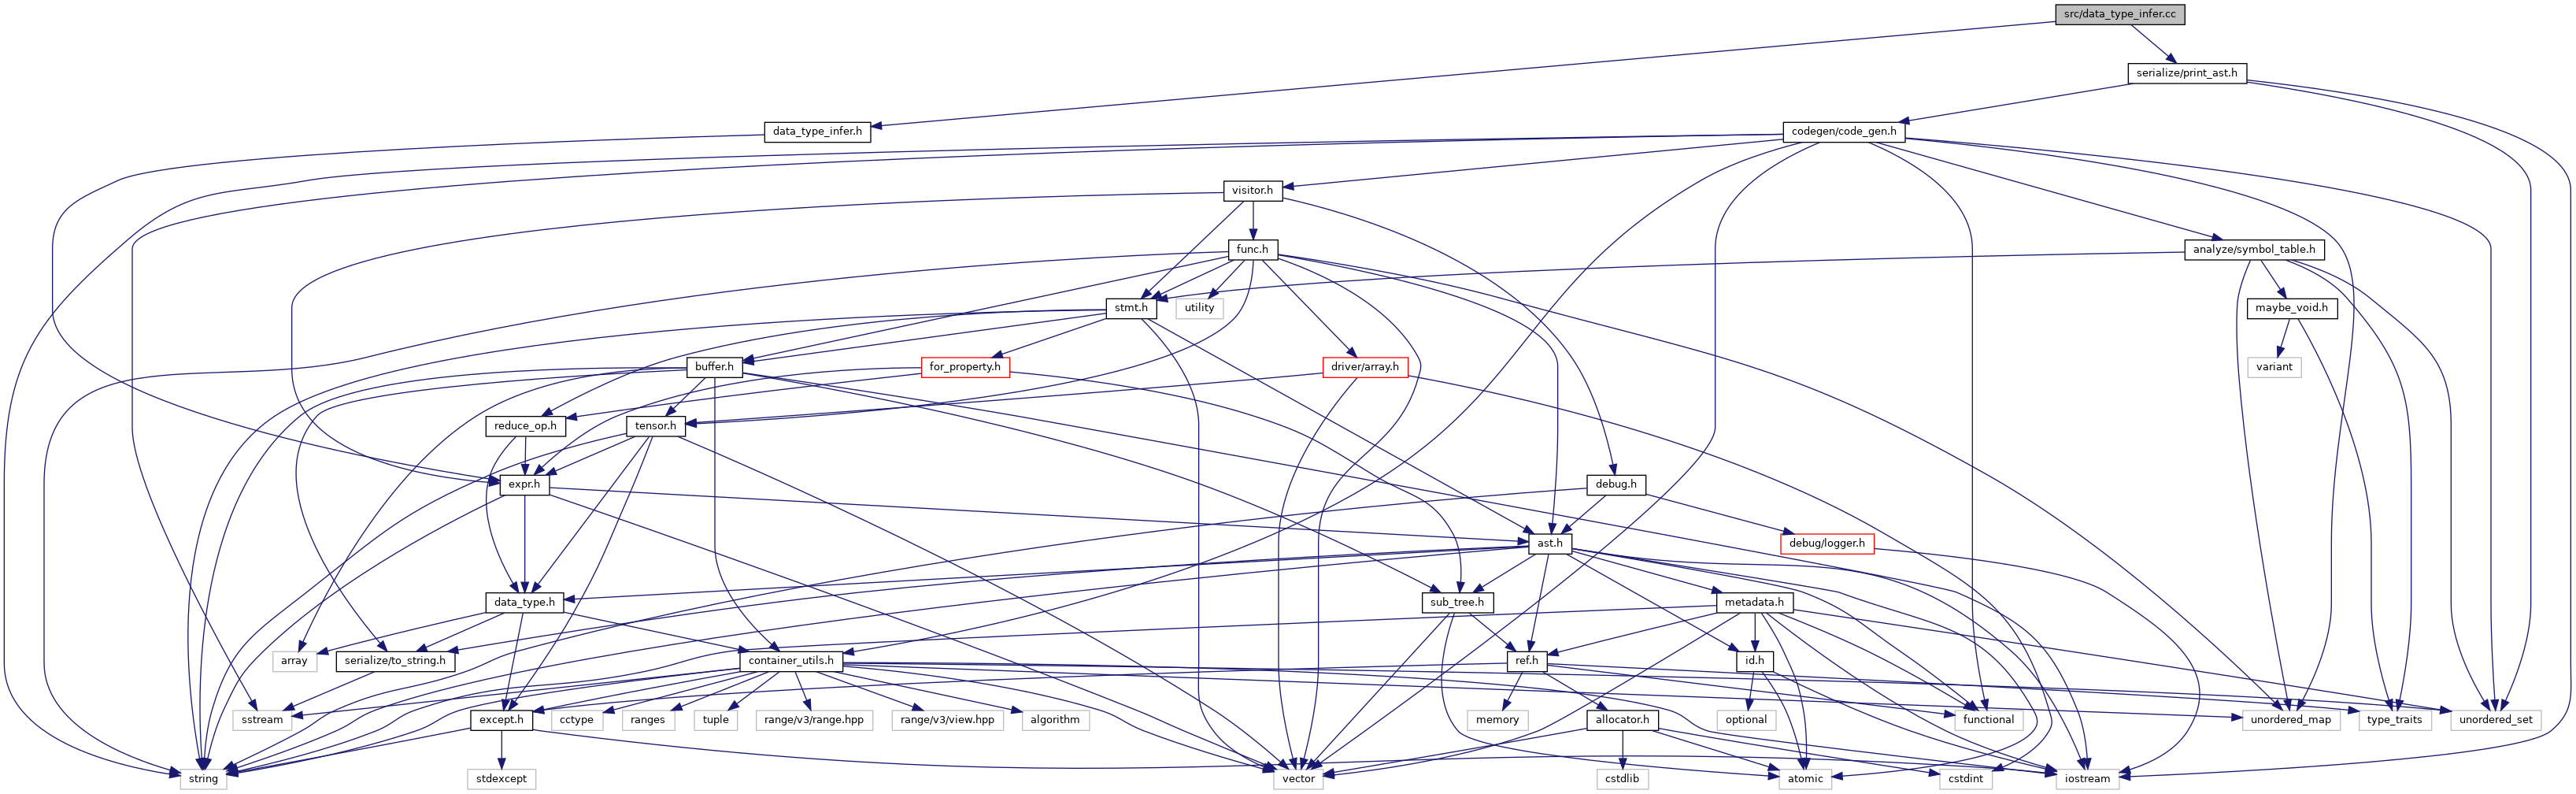 src/data_type_infer.cc
serialize/print_ast.h
data_type_infer.h
codegen/code_gen.h
visitor.h
func.h
analyze/symbol_table.h
stmt.h
utility
maybe_void.h
buffer.h
for_property.h
driver/array.h
variant
reduce_op.h
tensor.h
expr.h
debug.h
ast.h
debug/logger.h
data_type.h
sub_tree.h
metadata.h
array
serialize/to_string.h
container_utils.h
ref.h
id.h
sstream
except.h
cctype
ranges
tuple
range/v3/range.hpp
range/v3/view.hpp
algorithm
memory
allocator.h
optional
functional
unordered_map
type_traits
unordered_set
string
stdexcept
vector
cstdlib
atomic
cstdint
iostream